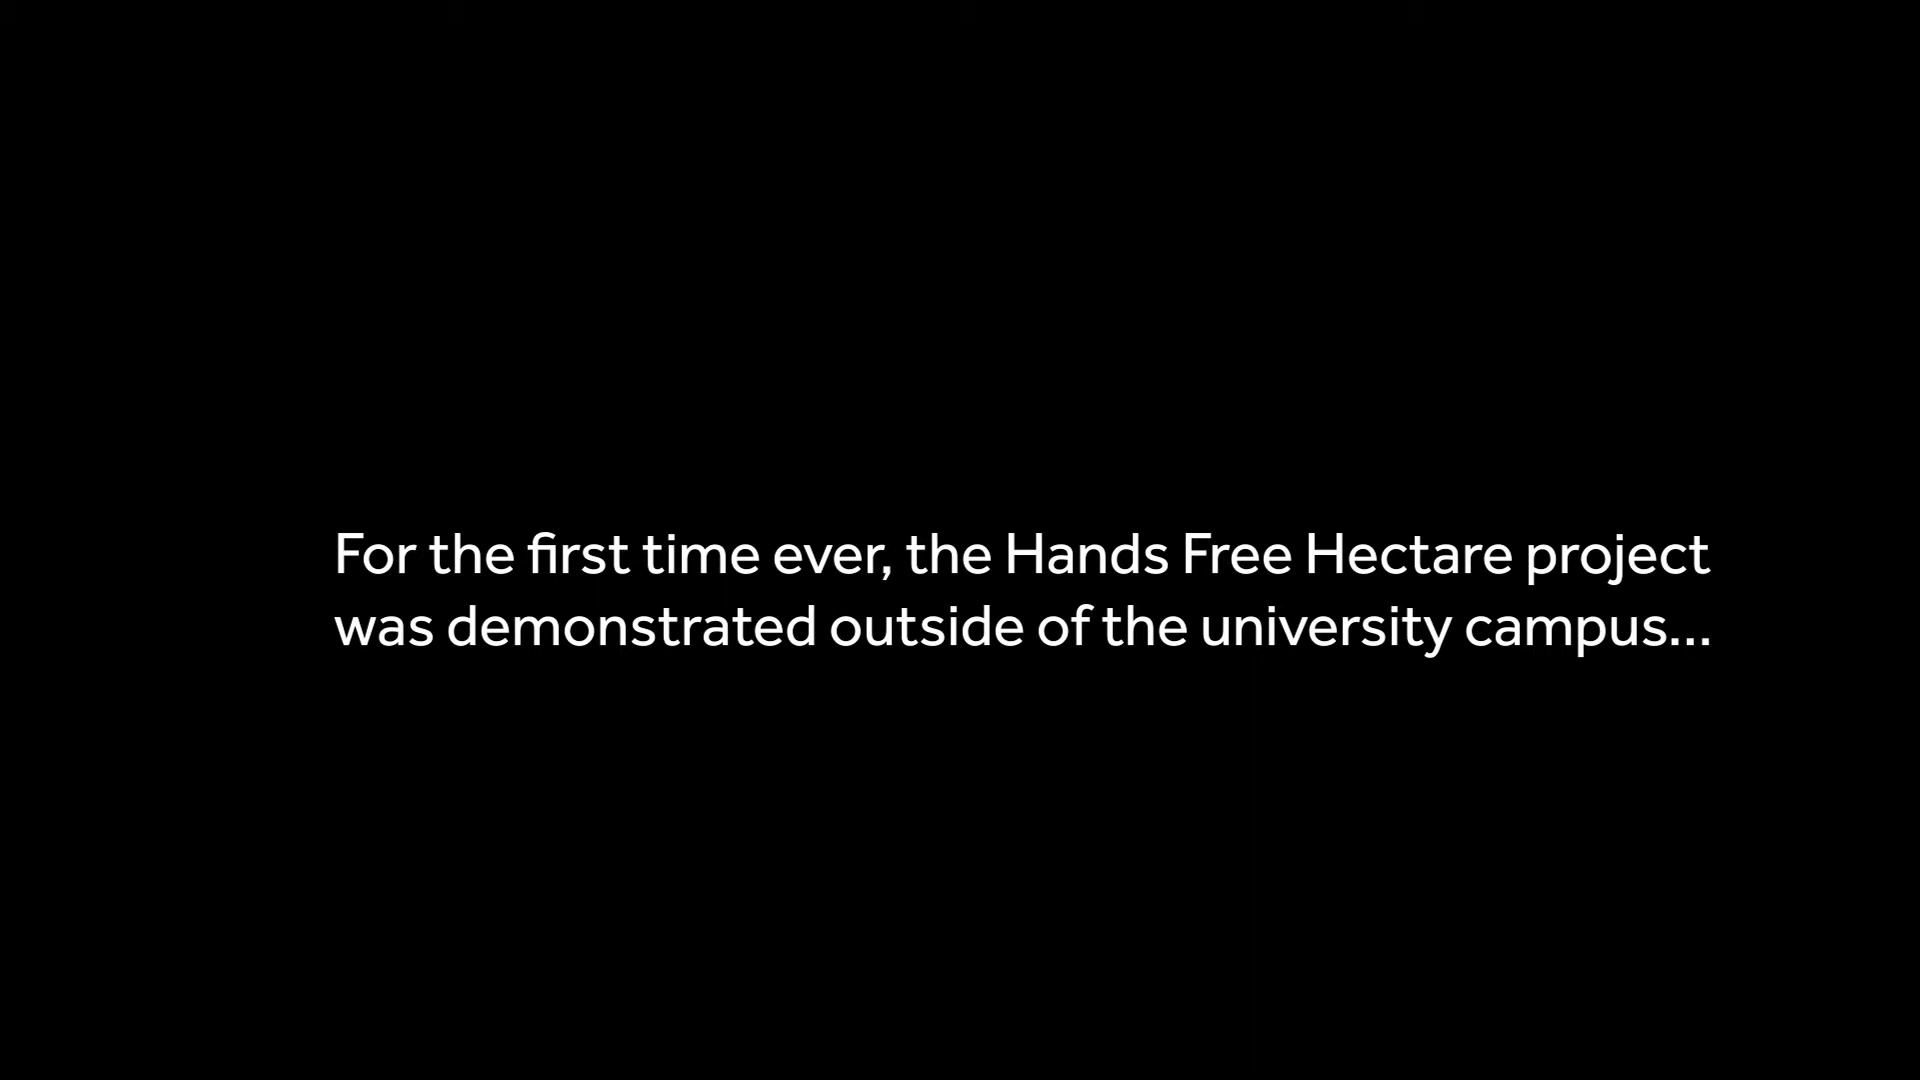 For the first time ever, the Hands Free Hectare project
was demonstrated outside of the university campus...